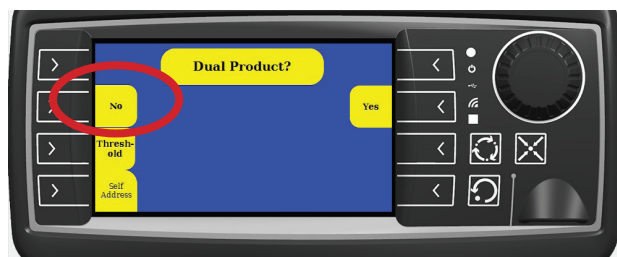 Dual Product?
No
Yes
Thresh-
old
Self
Address